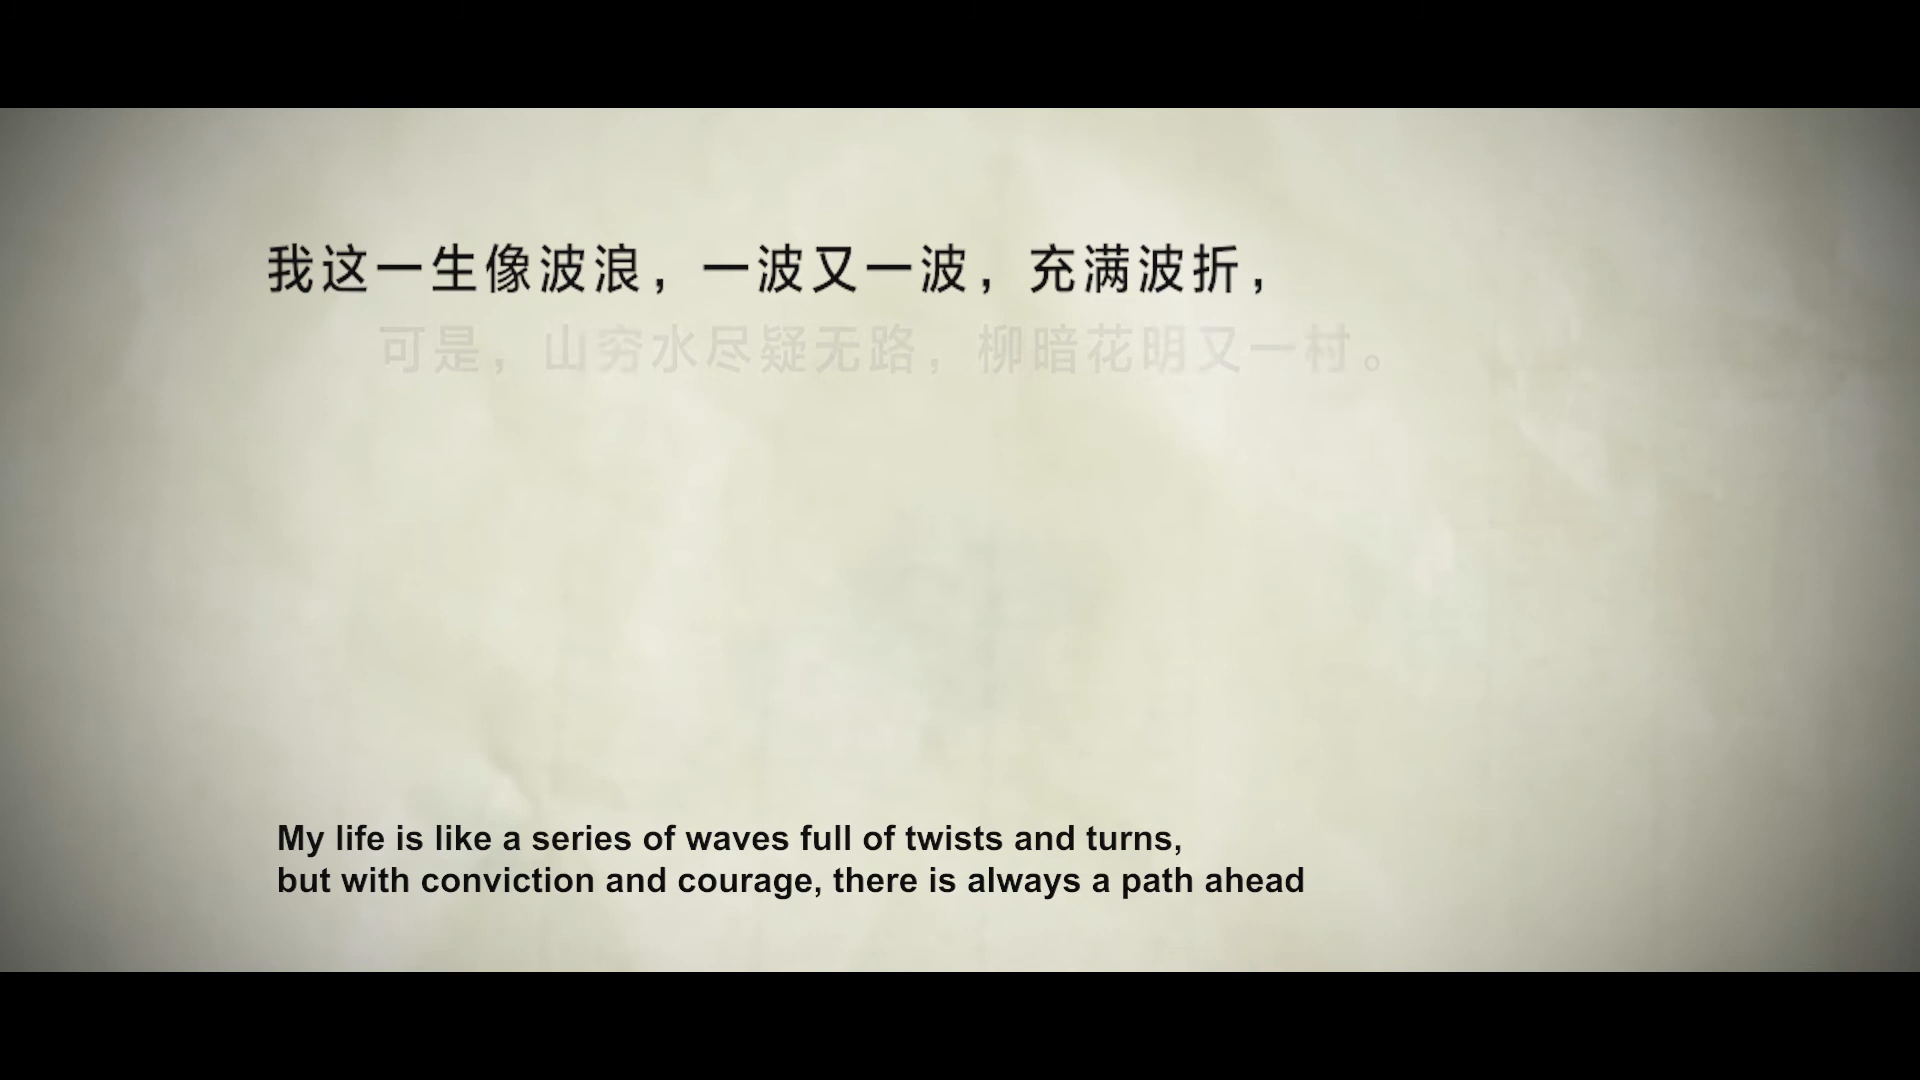 我这一生像波浪，一波又一波，充满波折，
可是，山穷水尽疑无路，柳暗花明又一村。
My life is like a series of waves full of twists and turns,
but with conviction and courage, there is always a path ahead